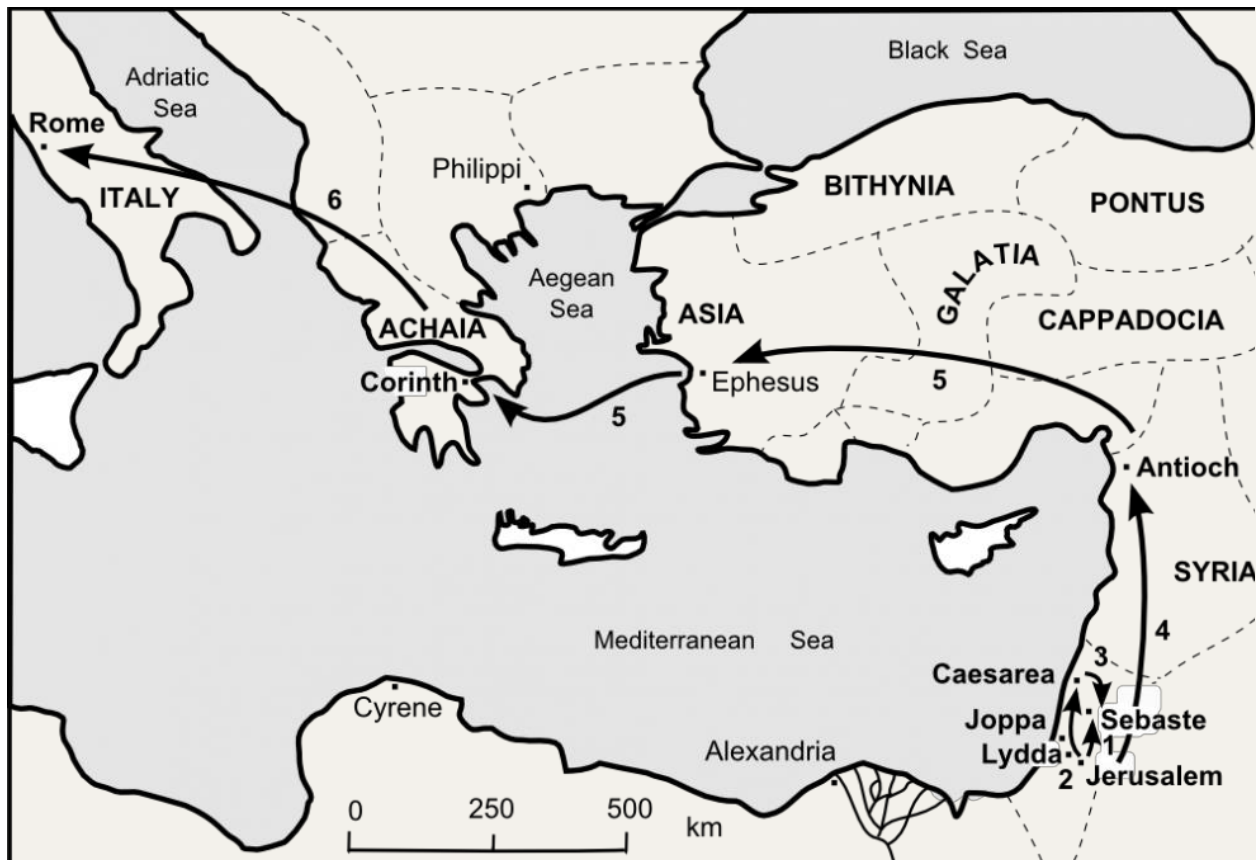 Black Sea
Adriatic
Sea
Rome
Philippi
BITHYNIA
ITALY
6
PONTUS
GALATIA
Aegean
Sea
ASIA
ACHAIA
CAPPADOCIA
Corinth
Ephesus
5
5
Antioch
SYRIA
Mediterranean Sea
4
3
Caesarea
Cyrene
Joppa
Sebaste
Alexandria
Lydda
1
2
Jerusalem
0 250 500
km